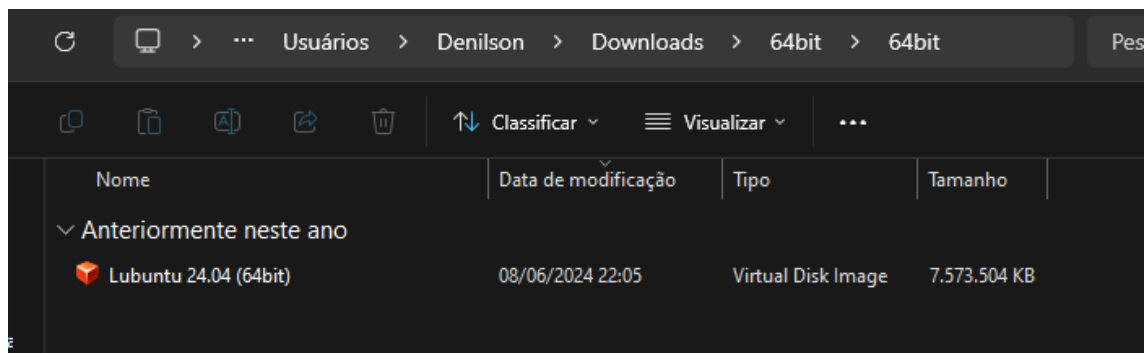 Usuários > Denilson > Downloads > 64bit > 64bit Pes
Classificar Visualizar
Nome Data de modificação Tipo Tamanho
Anteriormente neste ano
Lubuntu 24.04 (64bit) 08/06/2024 22:05 Virtual Disk Image 7.573.504 KB